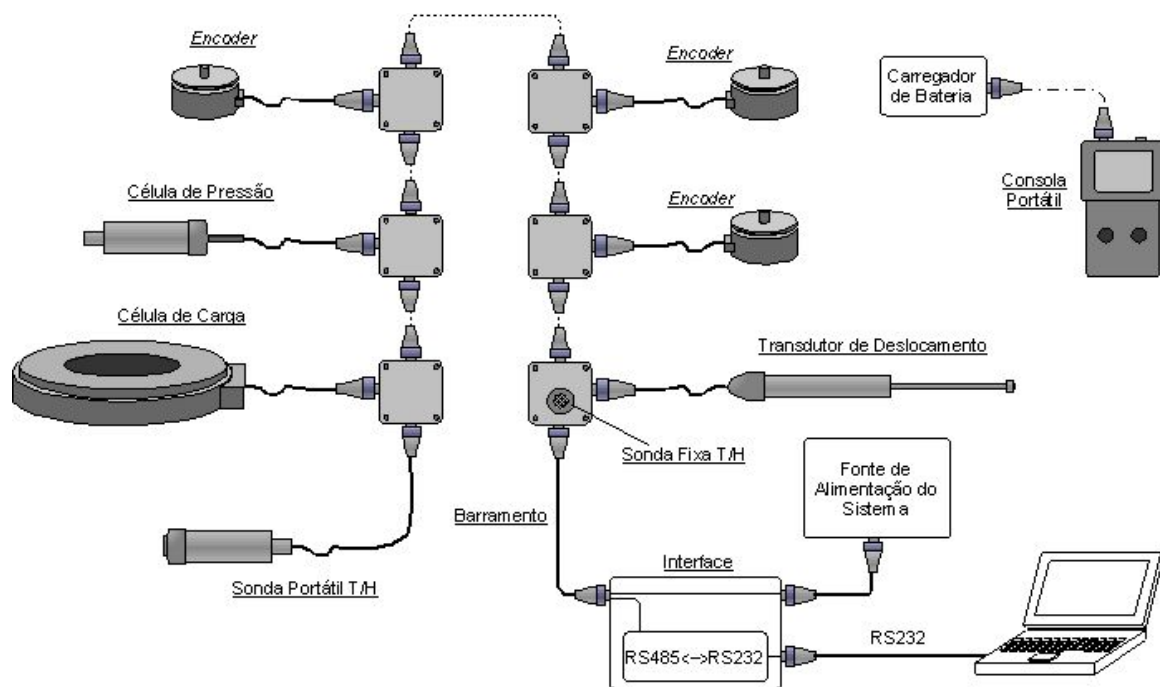 Encoder
Encoder
Carregador
de Bateria
Célula de Pressão
Encoder
Consola
Portátil
Célula de Carga
Transdutor de Deslocamento
Sonda Fixa T/H
Fonte de
Alimentação do
Sistema
Barramento
Interface
Sonda Portátil T/H
RS485<-->RS232
RS232